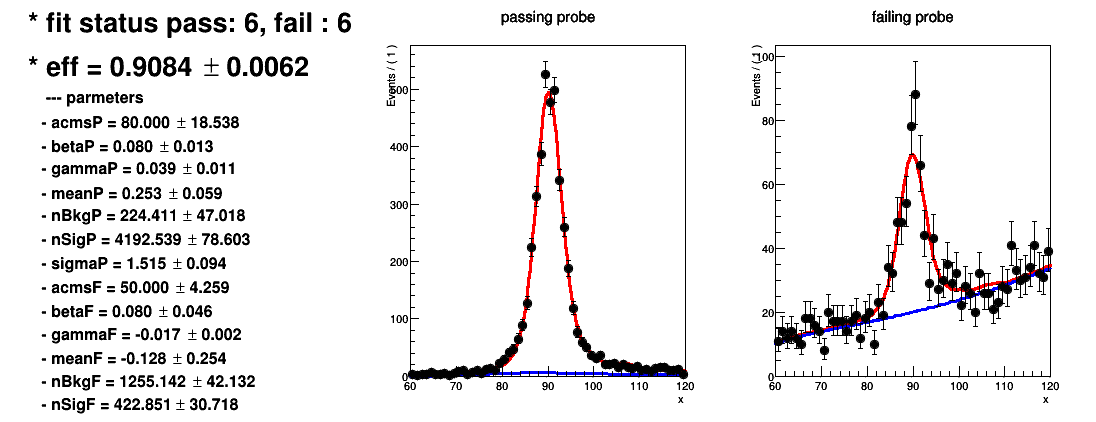 * fit status pass: 6, fail : 6
* eff = 0.9084 ± 0.0062
--- parmeters
- acmsP = 80.000 ± 18.538
- betaP = 0.080 ± 0.013
- gammaP = 0.039 ± 0.011
- meanP = 0.253 ± 0.059
- nBkgP = 224.411 ± 47.018
- nSigP = 4192.539 ± 78.603
- sigmaP = 1.515 ± 0.094
- acmsF = 50.000 ± 4.259
- betaF = 0.080 ± 0.046
- gammaF = -0.017 ± 0.002
- meanF = -0.128 ± 0.254
- nBkgF = 1255.142 ± 42.132
- nSigF = 422.851 ± 30.718
passing probe
Events / ( 1 )
500
400
300
200
100
0
60 70 80 90 100 110 120
x
failing probe
Events / ( 1 )
100
80
60
40
20
0
60 70 80 90 100 110 120
x